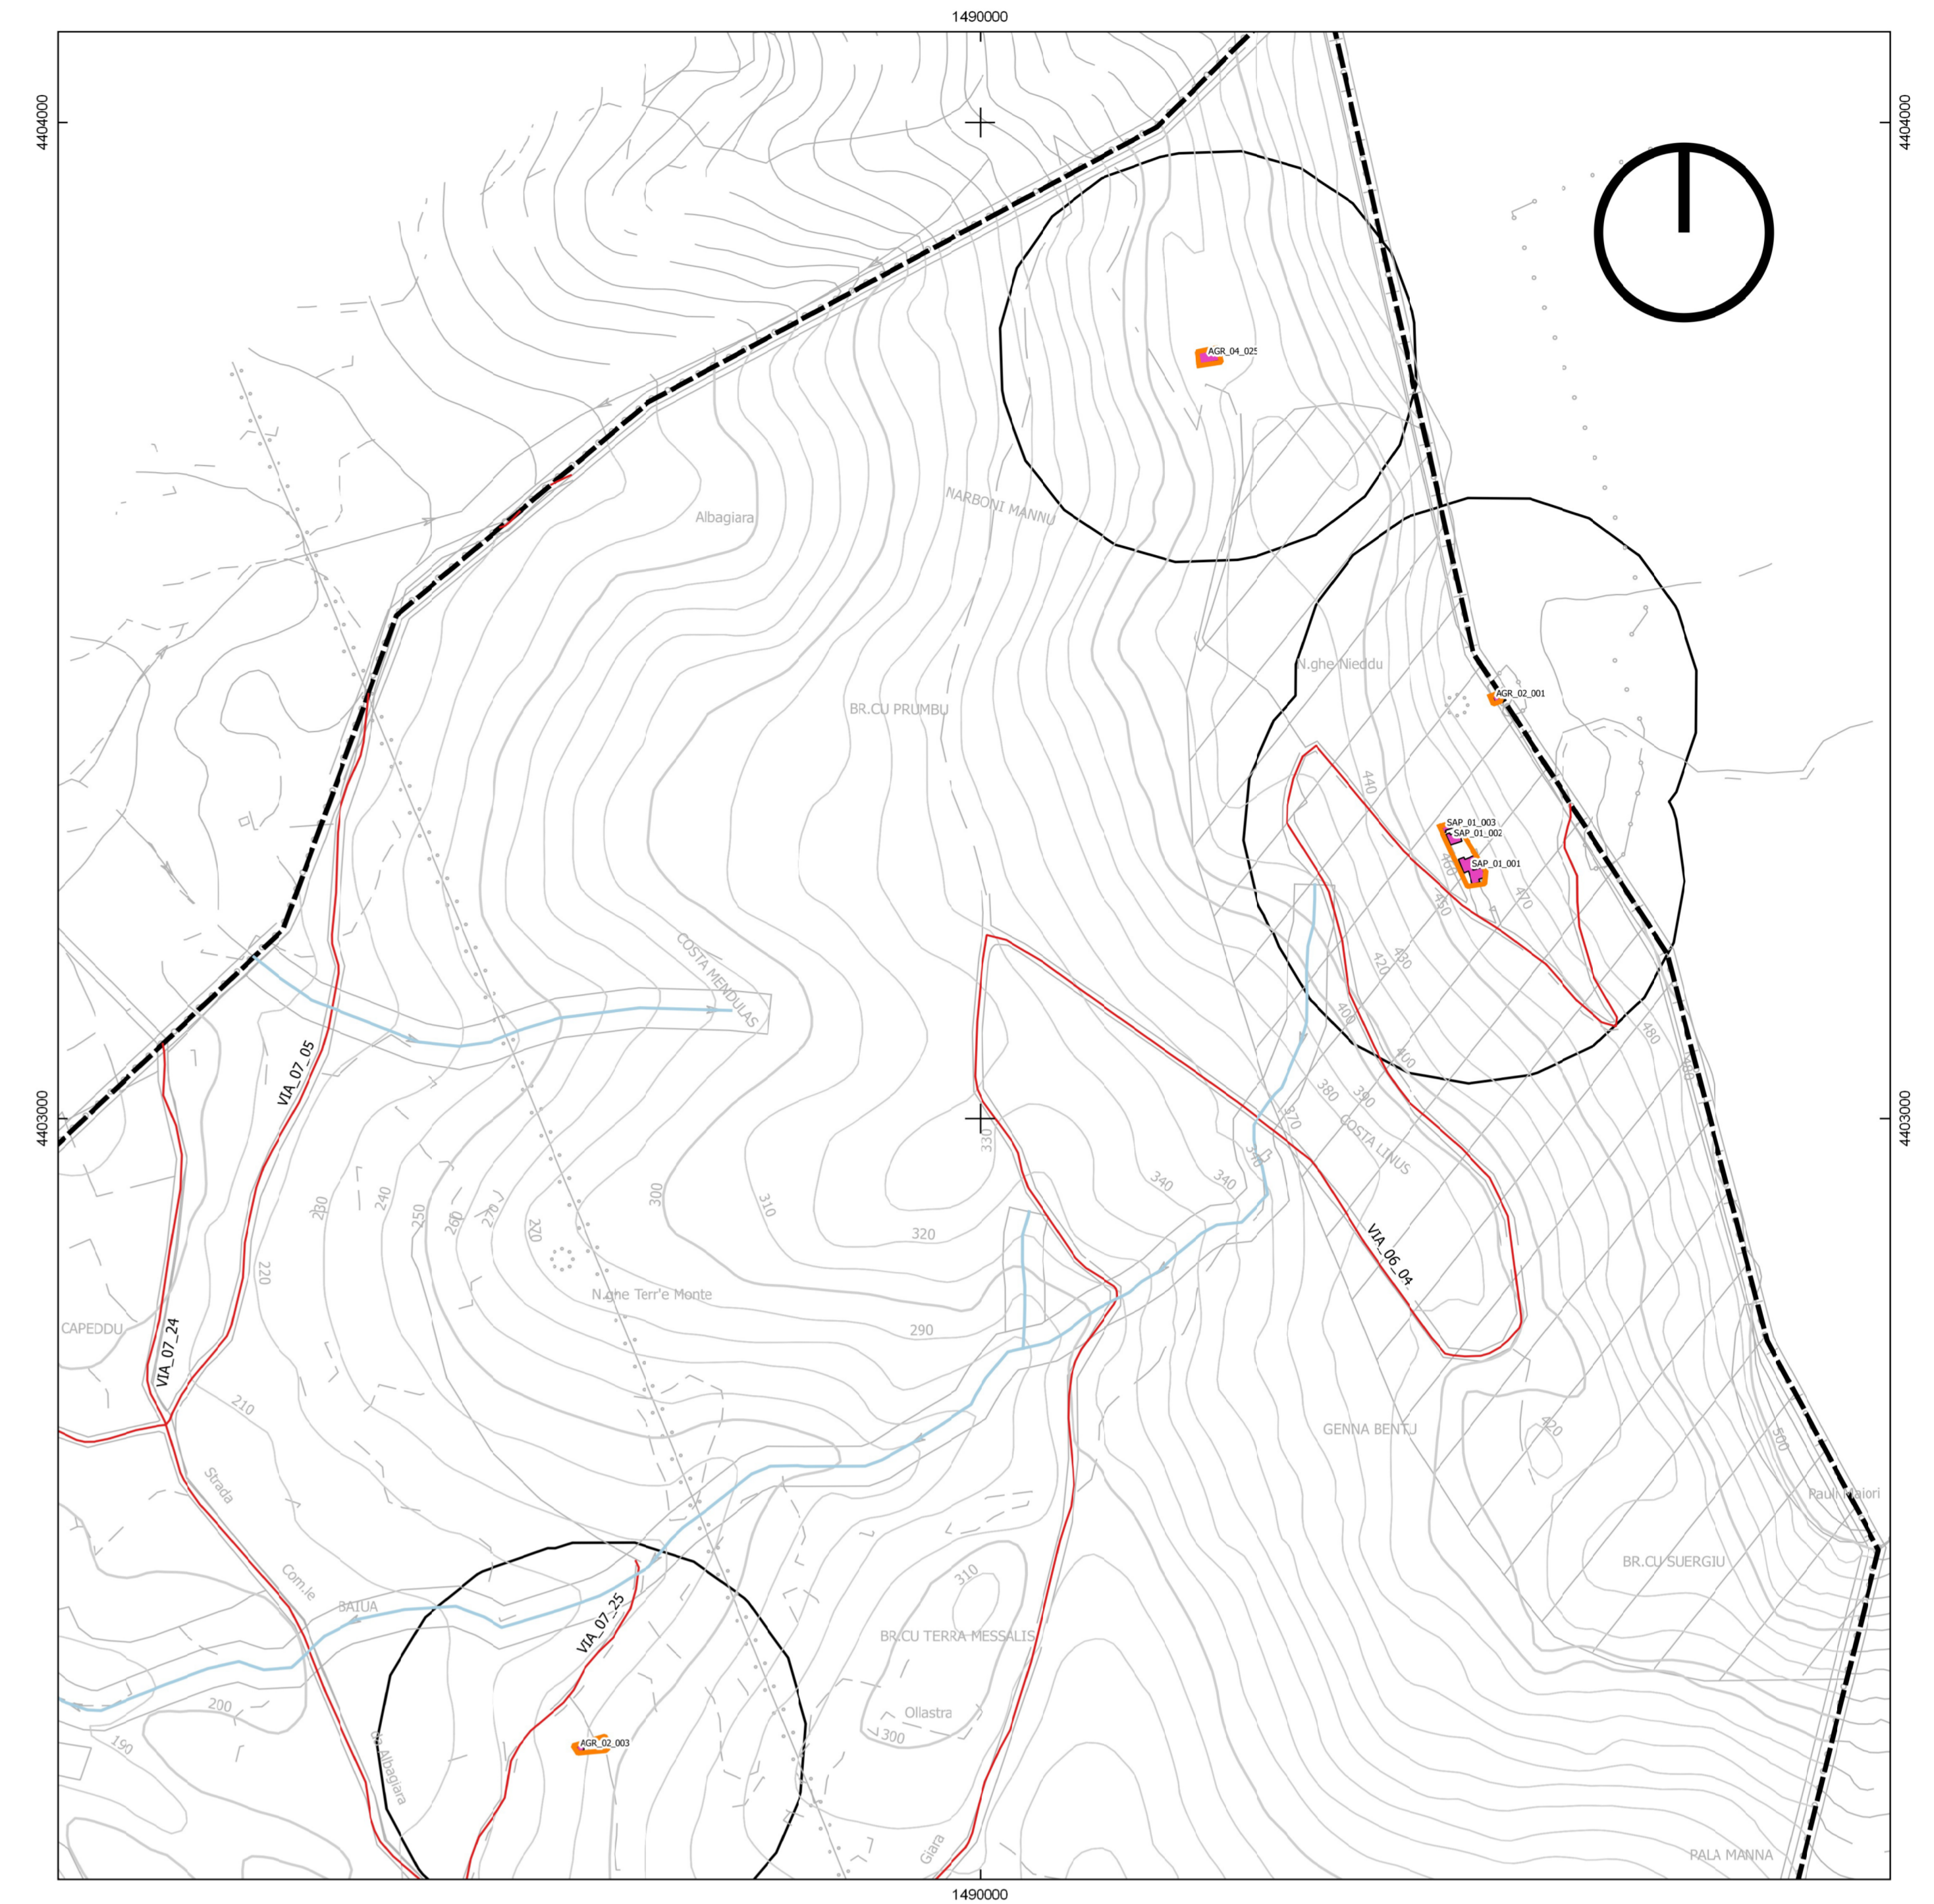 1490000
4404000
4404000
AGR_04_025
NARBONI MANNU
Albagiara
N.ghe Nieddu
AGR_02_001
BR.CU PRUMBU
440
SAP_01_003
SAP_01_002
SAP_01_001
460
470
450
COSTA MENDULAS
430
420
400
480
480
400
VIA_07_05
380
390
4403000
4403000
370
COSTA LINUS
330
340
340
340
230
240
250
260
270
270
300
310
320
220
VIA_06_04
N.ghe Terr'e Monte
290
CAPEDDU
VIA_07_24
210
GENNA BENTJ
420
500
Strada
Pauli Maiori
Com.le
BR.CU SUERGIU
310
BAIUA
VIA_07_25
BR.CU TERRA MESSALIS
200
Ollastra
190
300
AGR_02_003
da Albagiara
Giara
PALA MANNA
1490000